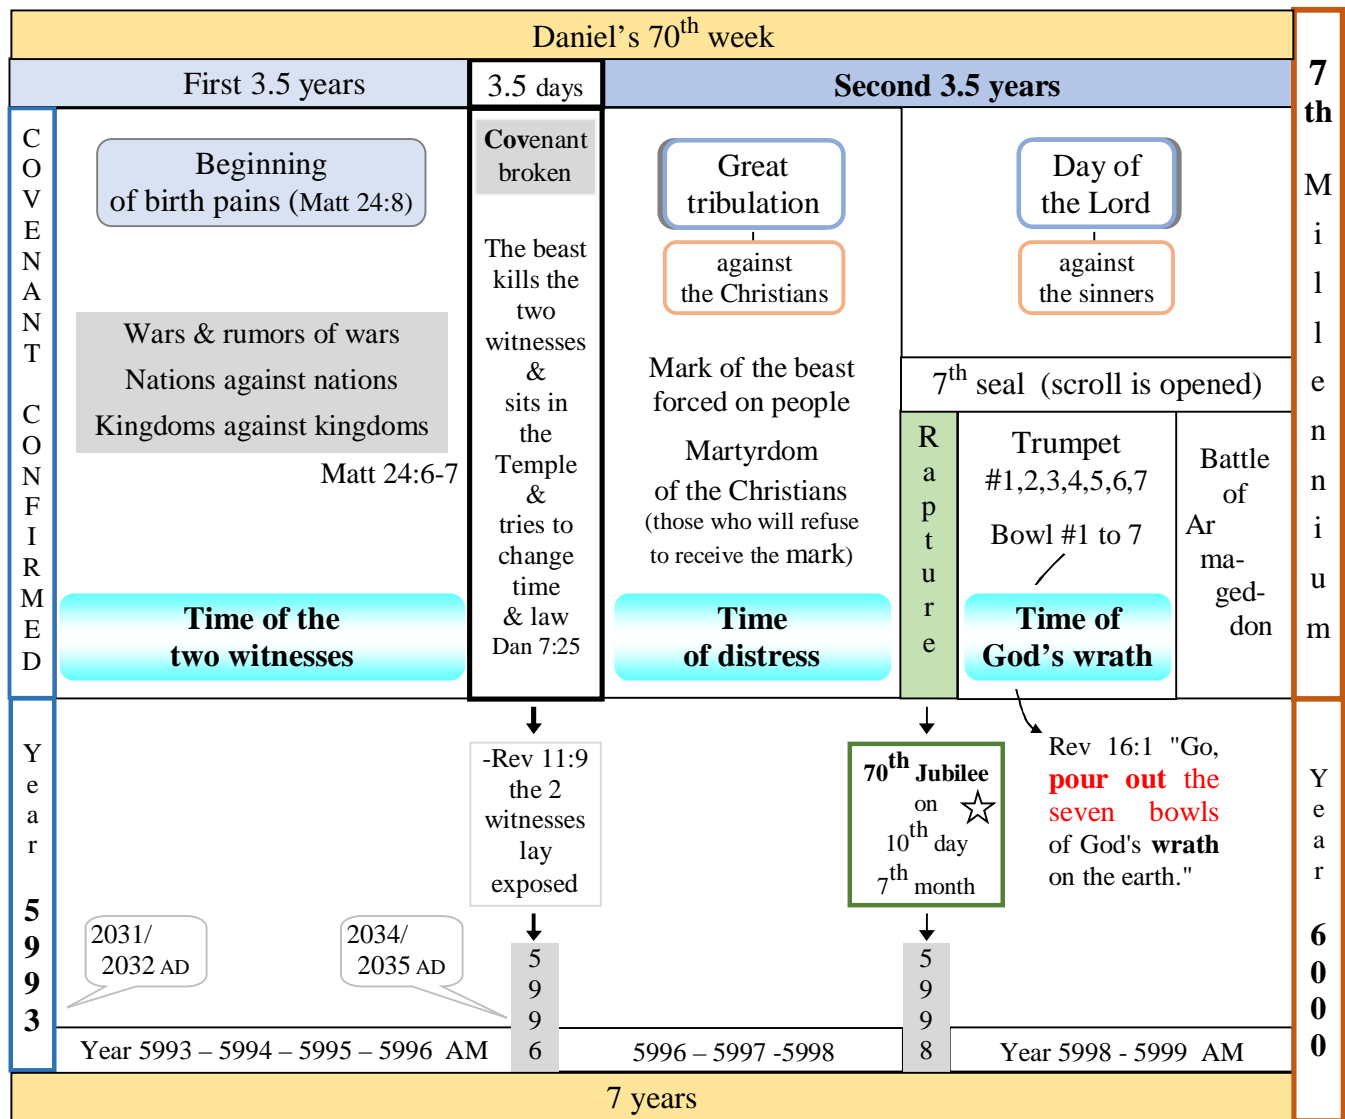 Daniel's 70th week
First 3.5 years
3.5 days
Second 3.5 years
7
th
M
i
l
l
e
n
n
i
u
m
C
O
V
E
N
A
N
T
C
O
N
F
I
R
M
E
D
Beginning
of birth pains (Matt 24:8)
Wars & rumors of wars
Nations against nations
Kingdoms against kingdoms
Matt 24:6-7
Time of the
two witnesses
Covenant
broken
The beast
kills the
two
witnesses
&
sits in
the
Temple
&
tries to
change
time
& law
Dan 7:25
Great
tribulation
against
the Christians
Mark of the beast
forced on people
Martyrdom
of the Christians
(those who will refuse
to receive the mark)
Time
of distress
Day of
the Lord
against
the sinners
7th seal (scroll is opened)
R
a
p
t
u
r
e
Trumpet
#1,2,3,4,5,6,7
Bowl #1 to 7
Time of
God's wrath
Battle
of
Ar
ma-
ged-
don
Y
e
a
r
5
9
9
3
2031/
2032 AD
2034/
2035 AD
-Rev 11:9
the 2
witnesses
lay
exposed
5
9
9
6
70th Jubilee
on
10th day
7th month
5
9
9
8
Rev 16:1 "Go,
pour out the
seven bowls
of God's wrath
on the earth."
Y
e
a
r
6
0
0
0
Year 5993 – 5994 – 5995 – 5996 AM
5996 – 5997 -5998
Year 5998 - 5999 AM
7 years